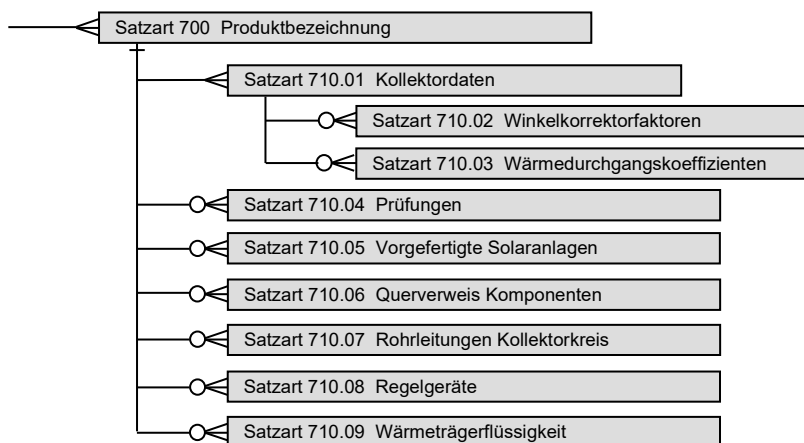 Satzart 700  Produktbezeichnung
Satzart 710.01  Kollektordaten
Satzart 710.02  Winkelkorrektorfaktoren
Satzart 710.03  Wärmedurchgangskoeffizienten
Satzart 710.04  Prüfungen
Satzart 710.05  Vorgefertigte Solaranlagen
Satzart 710.06  Querverweis Komponenten
Satzart 710.07  Rohrleitungen Kollektorkreis
Satzart 710.08  Regelgeräte
Satzart 710.09  Wärmeträgerflüssigkeit